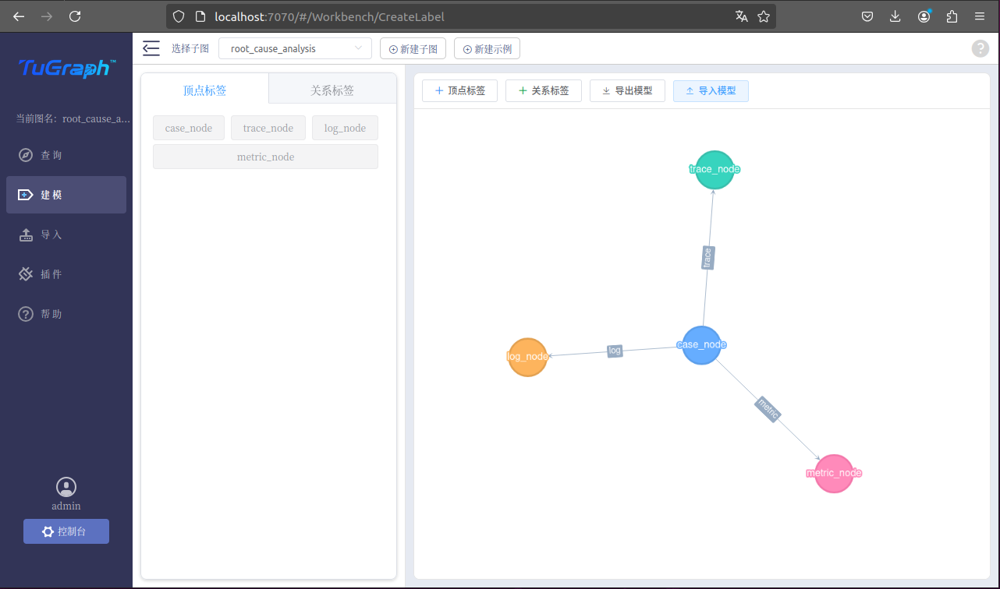 localhost:7070/#/Workbench/CreateLabel
TuGraph™
选择子图
root_cause_analysis
新建子图
新建示例
当前图名：root_cause_a...
查询
建模
导入
插件
帮助
admin
控制台
顶点标签
关系标签
case_node
trace_node
log_node
metric_node
顶点标签
关系标签
导出模型
导入模型
trace_node
trace
case_node
log
log_node
metric
metric_node